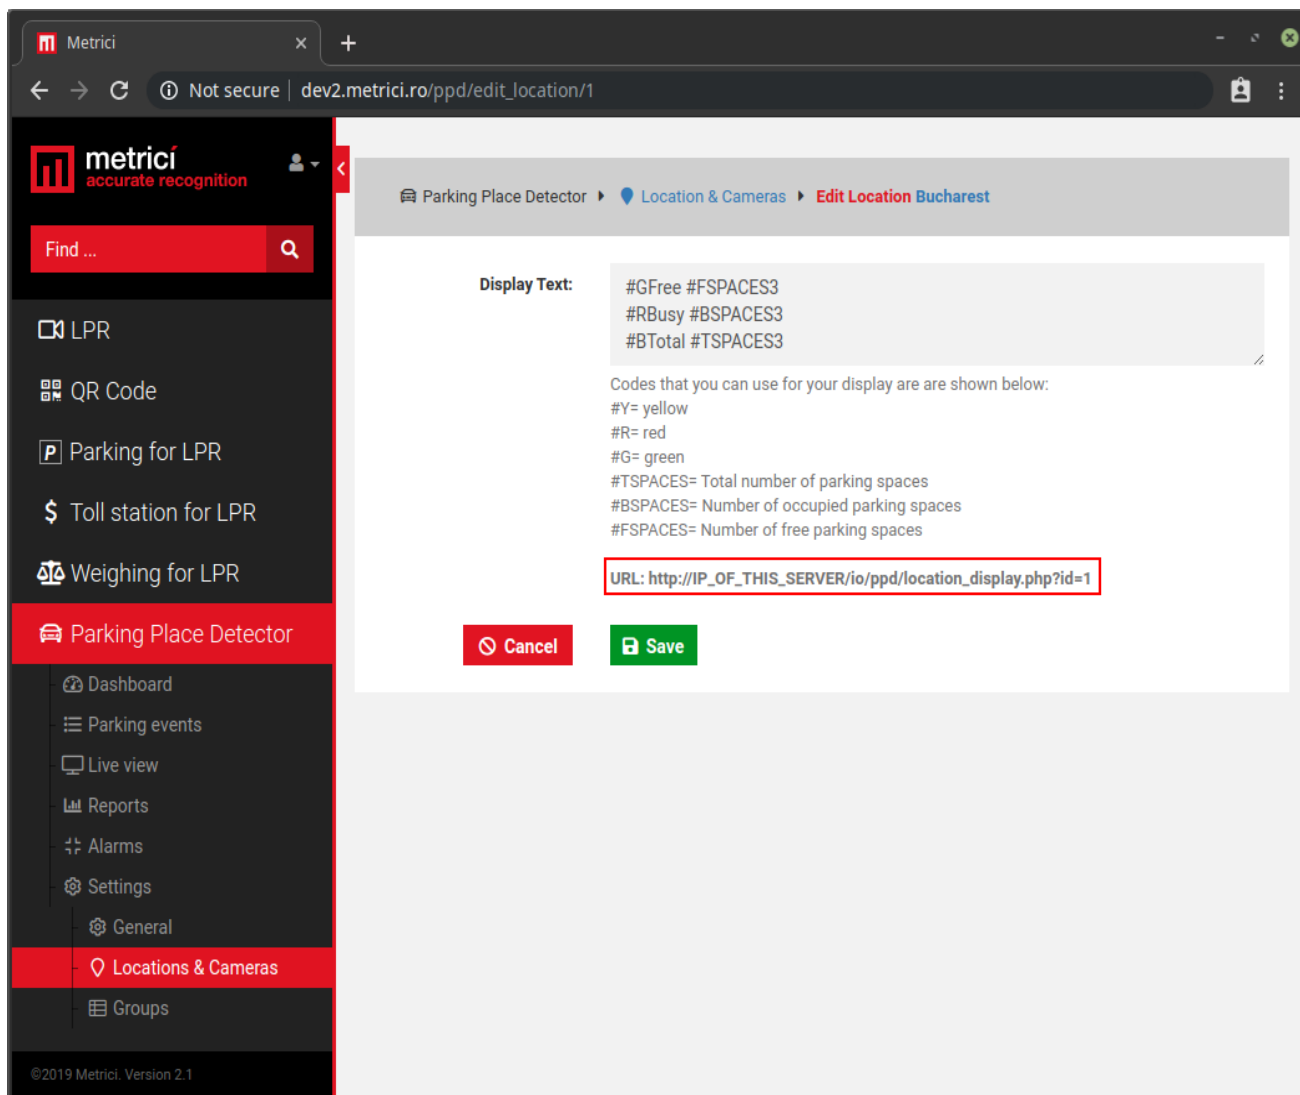 Metrici
Not secure | dev2.metrici.ro/ppd/edit_location/1
metrici
accurate recognition
Find ...
LPR
QR Code
P Parking for LPR
$ Toll station for LPR
Weighing for LPR
Parking Place Detector
Dashboard
Parking events
Live view
Reports
Alarms
Settings
General
Locations & Cameras
Groups
©2019 Metrici. Version 2.1
Parking Place Detector Location & Cameras Edit Location Bucharest
Display Text:
#GFree #FSPACES3
#RBusy #BSPACES3
#BTotal #TSPACES3
Codes that you can use for your display are are shown below:
#Y= yellow
#R= red
#G= green
#TSPACES= Total number of parking spaces
#BSPACES= Number of occupied parking spaces
#FSPACES= Number of free parking spaces
URL: http://IP_OF_THIS_SERVER/io/ppd/location_display.php?id=1
Cancel
Save